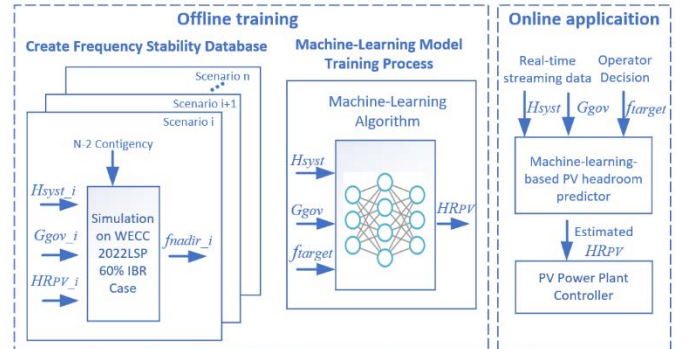 Offline training
Create Frequency Stability Database
Scenario n
Scenario i+1
Scenario i
N-2 Contigency
Hsyst_i
Ggov_i
HRPV_i
Simulation
on WECC
2022LSP
60% IBR
Case
fnadir_i
Machine-Learning Model
Training Process
Machine-Learning
Algorithm
Hsyst
Ggov
ftarget
HRPV
Online applicaition
Real-time
streaming data
Operator
Decision
Hsyst
Ggov
ftarget
Machine-learning-
based PV headroom
predictor
Estimated
HRPV
PV Power Plant
Controller